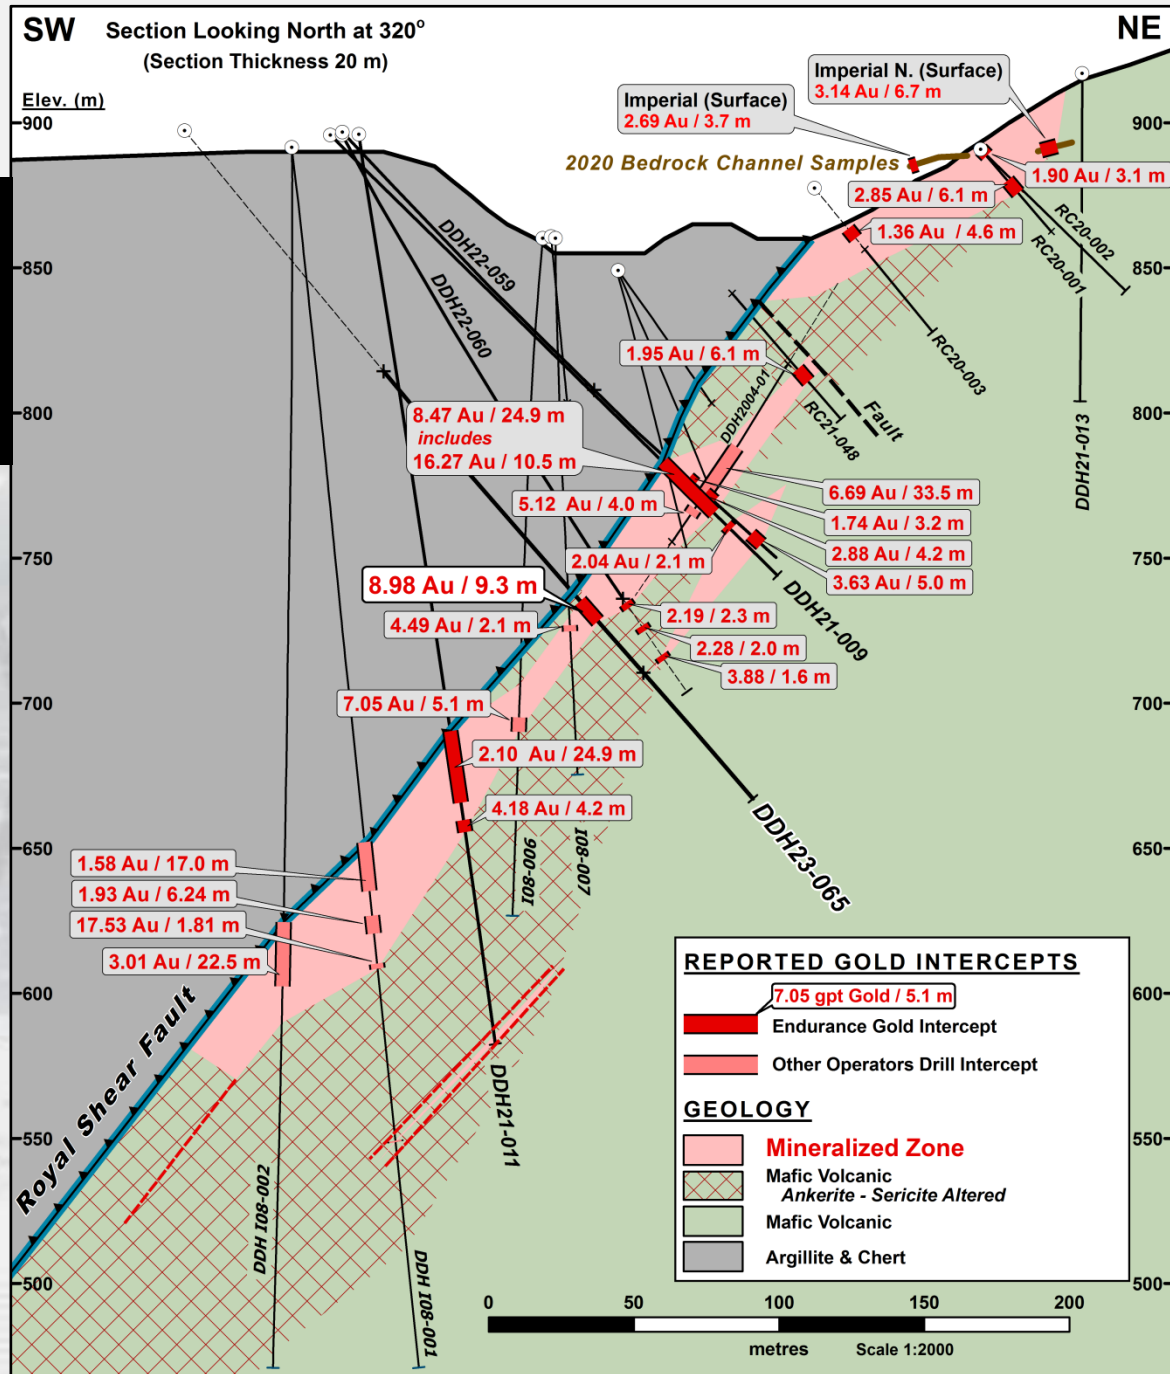 SW
Section Looking North at 320°
(Section Thickness 20 m)
NE
Elev. (m)
900
850
800
750
700
650
600
550
500
900
850
800
750
700
650
600
550
500
Imperial N. (Surface)
3.14 Au / 6.7 m
Imperial (Surface)
2.69 Au / 3.7 m
2020 Bedrock Channel Samples
1.90 Au / 3.1 m
2.85 Au / 6.1 m
1.36 Au / 4.6 m
RC20-002
RC20-001
RC20-003
DDH21-013
DDH22-059
DDH22-060
1.95 Au / 6.1 m
DDH2004-01
RC21-048
Fault
8.47 Au / 24.9 m
includes
16.27 Au / 10.5 m
6.69 Au / 33.5 m
5.12 Au / 4.0 m
1.74 Au / 3.2 m
2.88 Au / 4.2 m
2.04 Au / 2.1 m
3.63 Au / 5.0 m
DDH21-009
8.98 Au / 9.3 m
4.49 Au / 2.1 m
2.19 / 2.3 m
2.28 / 2.0 m
3.88 / 1.6 m
7.05 Au / 5.1 m
2.10 Au / 24.9 m
4.18 Au / 4.2 m
DDH23-065
I08-006
I08-007
1.58 Au / 17.0 m
1.93 Au / 6.24 m
17.53 Au / 1.81 m
3.01 Au / 22.5 m
Royal Shear Fault
DDH21-011
DDH I08-002
DDH I08-001
REPORTED GOLD INTERCEPTS
7.05 gpt Gold / 5.1 m
Endurance Gold Intercept
Other Operators Drill Intercept
GEOLOGY
Mineralized Zone
Mafic Volcanic
Ankerite - Sericite Altered
Mafic Volcanic
Argillite & Chert
0 50 100 150 200
metres Scale 1:2000